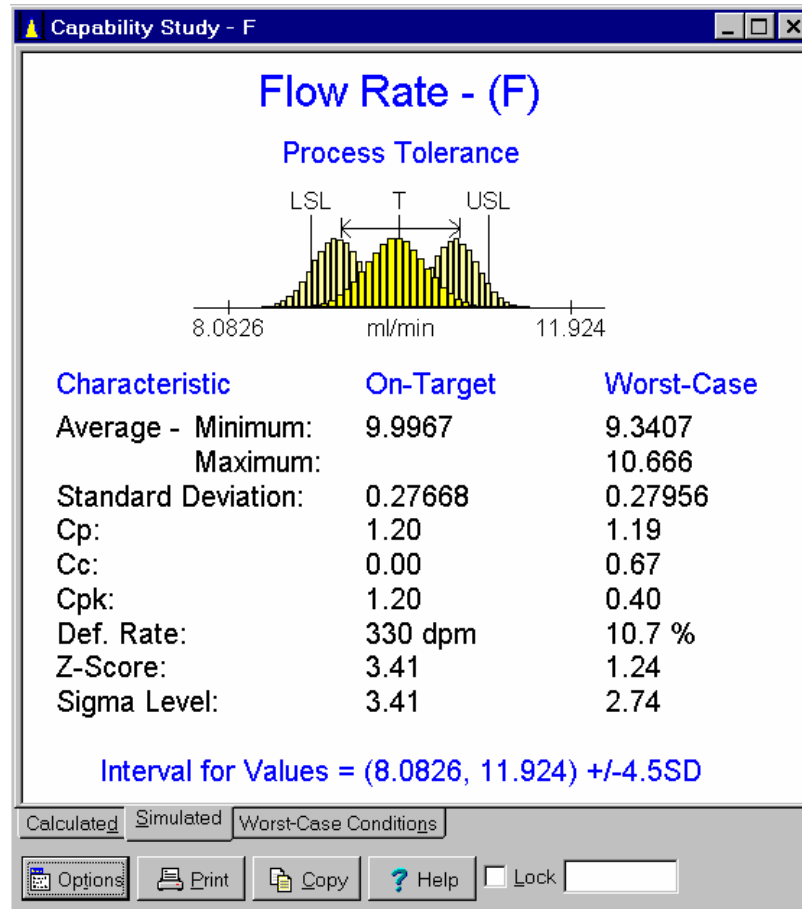 Capability Study - F
Flow Rate - (F)
Process Tolerance
LSL T USL
8.0826 ml/min 11.924
Characteristic On-Target Worst-Case
Average - Minimum: 9.9967 9.3407
Maximum: 10.666
Standard Deviation: 0.27668 0.27956
Cp: 1.20 1.19
Cc: 0.00 0.67
Cpk: 1.20 0.40
Def. Rate: 330 dpm 10.7 %
Z-Score: 3.41 1.24
Sigma Level: 3.41 2.74
Interval for Values = (8.0826, 11.924) +/-4.5SD
Calculated Simulated Worst-Case Conditions
Options Print Copy ? Help Lock